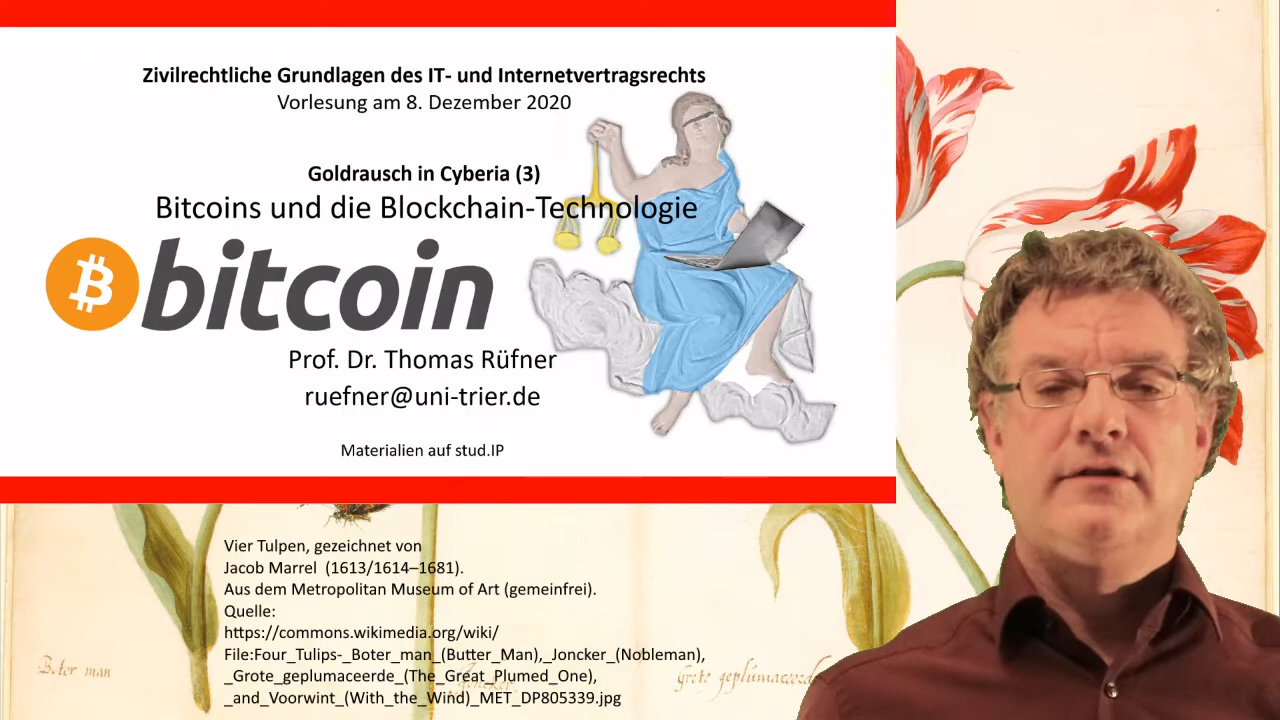 Zivilrechtliche Grundlagen des IT- und Internetvertragsrechts
Vorlesung am 8. Dezember 2020
Goldrausch in Cyberia (3)
Bitcoins und die Blockchain-Technologie
bitcoin
Prof. Dr. Thomas Rüfner
ruefner@uni-trier.de
Materialien auf stud.IP
Vier Tulpen, gezeichnet von
Jacob Marrel (1613/1614–1681).
Aus dem Metropolitan Museum of Art (gemeinfrei).
Quelle:
https://commons.wikimedia.org/wiki/
File:Four_Tulips-_Boter_man_(Butter_Man),_Joncker_(Nobleman),
_Grote_geplumaceerde_(The_Great_Plumed_One),
_and_Voorwint_(With_the_Wind)_MET_DP805339.jpg
Boter man
Grote geplumaceerde